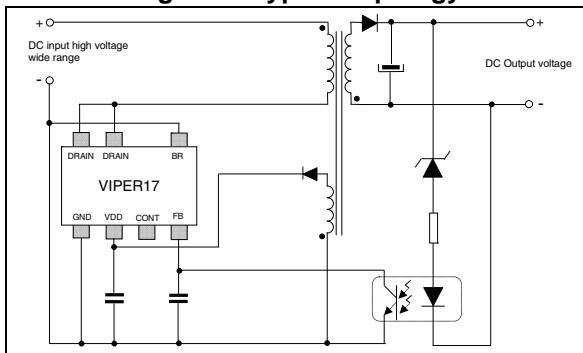 +
+
DC input high voltage
wide range
DC Output voltage
-
-
DRAIN DRAIN BR
VIPER17
GND VDD CONT FB